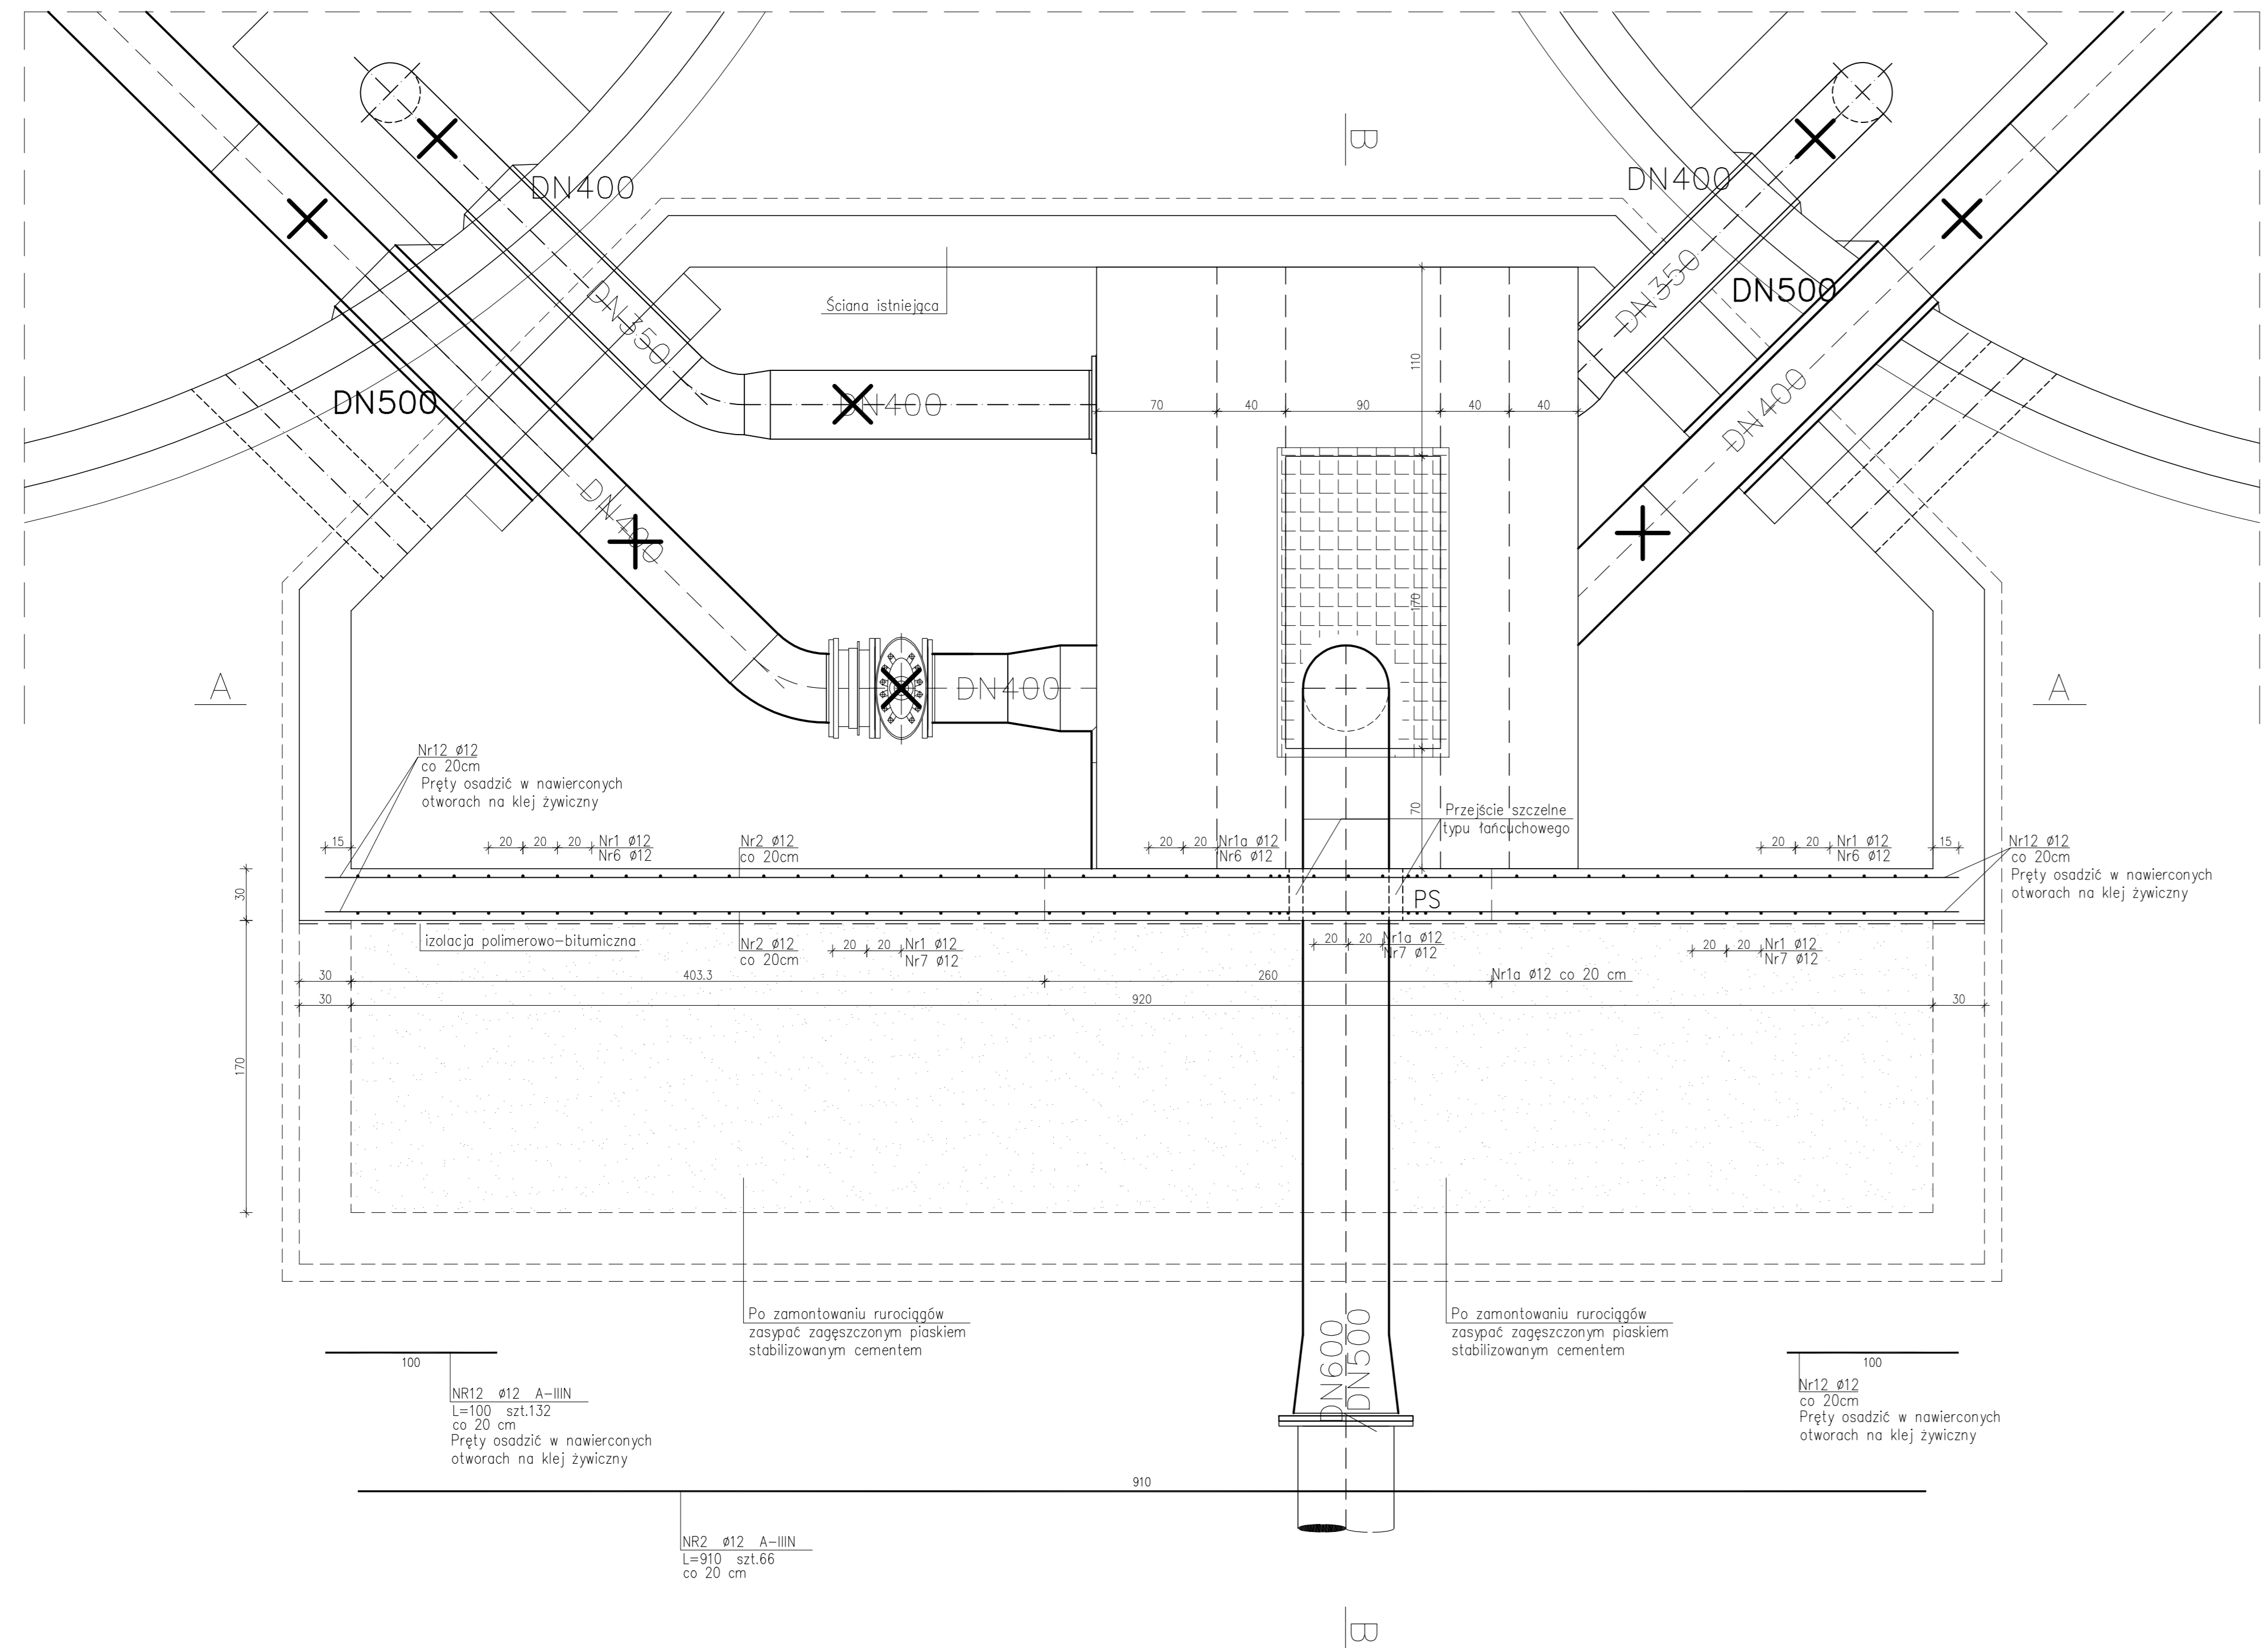 B
DN400
DN400
DN350
DN500
Ściana istniejąca
DN350
110
DN500
DN400
DN400
70
40
90
40
40
DN400
170
A
DN400
A
Nr12 ø12
co 20cm
Pręty osadzić w nawierconych
otworach na klej żywiczny
70
Przejście szczelne
typu łańcuchowego
15
20
20
20
Nr1 ø12
Nr6 ø12
Nr2 ø12
co 20cm
20
20
Nr1a ø12
Nr6 ø12
20
20
Nr1 ø12
Nr6 ø12
15
Nr12 ø12
co 20cm
Pręty osadzić w nawierconych
otworach na klej żywiczny
30
PS
izolacja polimerowo-bitumiczna
Nr2 ø12
co 20cm
20
20
Nr1 ø12
Nr7 ø12
20
20
Nr1a ø12
Nr7 ø12
20
20
Nr1 ø12
Nr7 ø12
30
403.3
260
Nr1a ø12 co 20 cm
30
920
30
170
Po zamontowaniu rurociągów
zasypać zagęszczonym piaskiem
stabilizowanym cementem
DN600
DN500
Po zamontowaniu rurociągów
zasypać zagęszczonym piaskiem
stabilizowanym cementem
100
NR12 ø12 A-IIIN
L=100 szt.132
co 20 cm
Pręty osadzić w nawierconych
otworach na klej żywiczny
100
Nr12 ø12
co 20cm
Pręty osadzić w nawierconych
otworach na klej żywiczny
910
NR2 ø12 A-IIIN
L=910 szt.66
co 20 cm
B